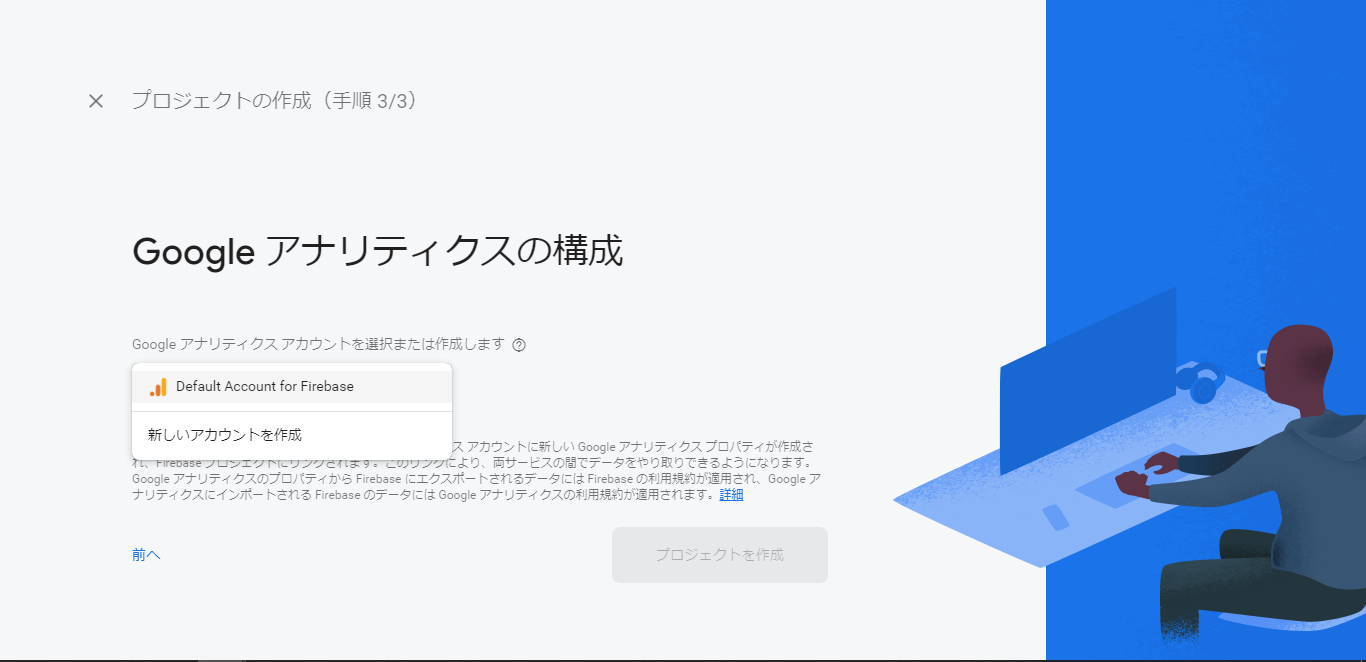 プロジェクトの作成（手順 3/3）
Google アナリティクスの構成
Google アナリティクス アカウントを選択または作成します
Default Account for Firebase
新しいアカウントを作成
ス アカウントに新しい Google アナリティクス プロパティが作成さ
れ、Firebase プロジェクトにリンクされます。このリンクにより、両サービスの間でデータをやり取りできるようになります。
Google アナリティクスのプロパティから Firebase にエクスポートされるデータには Firebase の利用規約が適用され、Google ア
ナリティクスにインポートされる Firebase のデータには Google アナリティクスの利用規約が適用されます。詳細
前へ
プロジェクトを作成